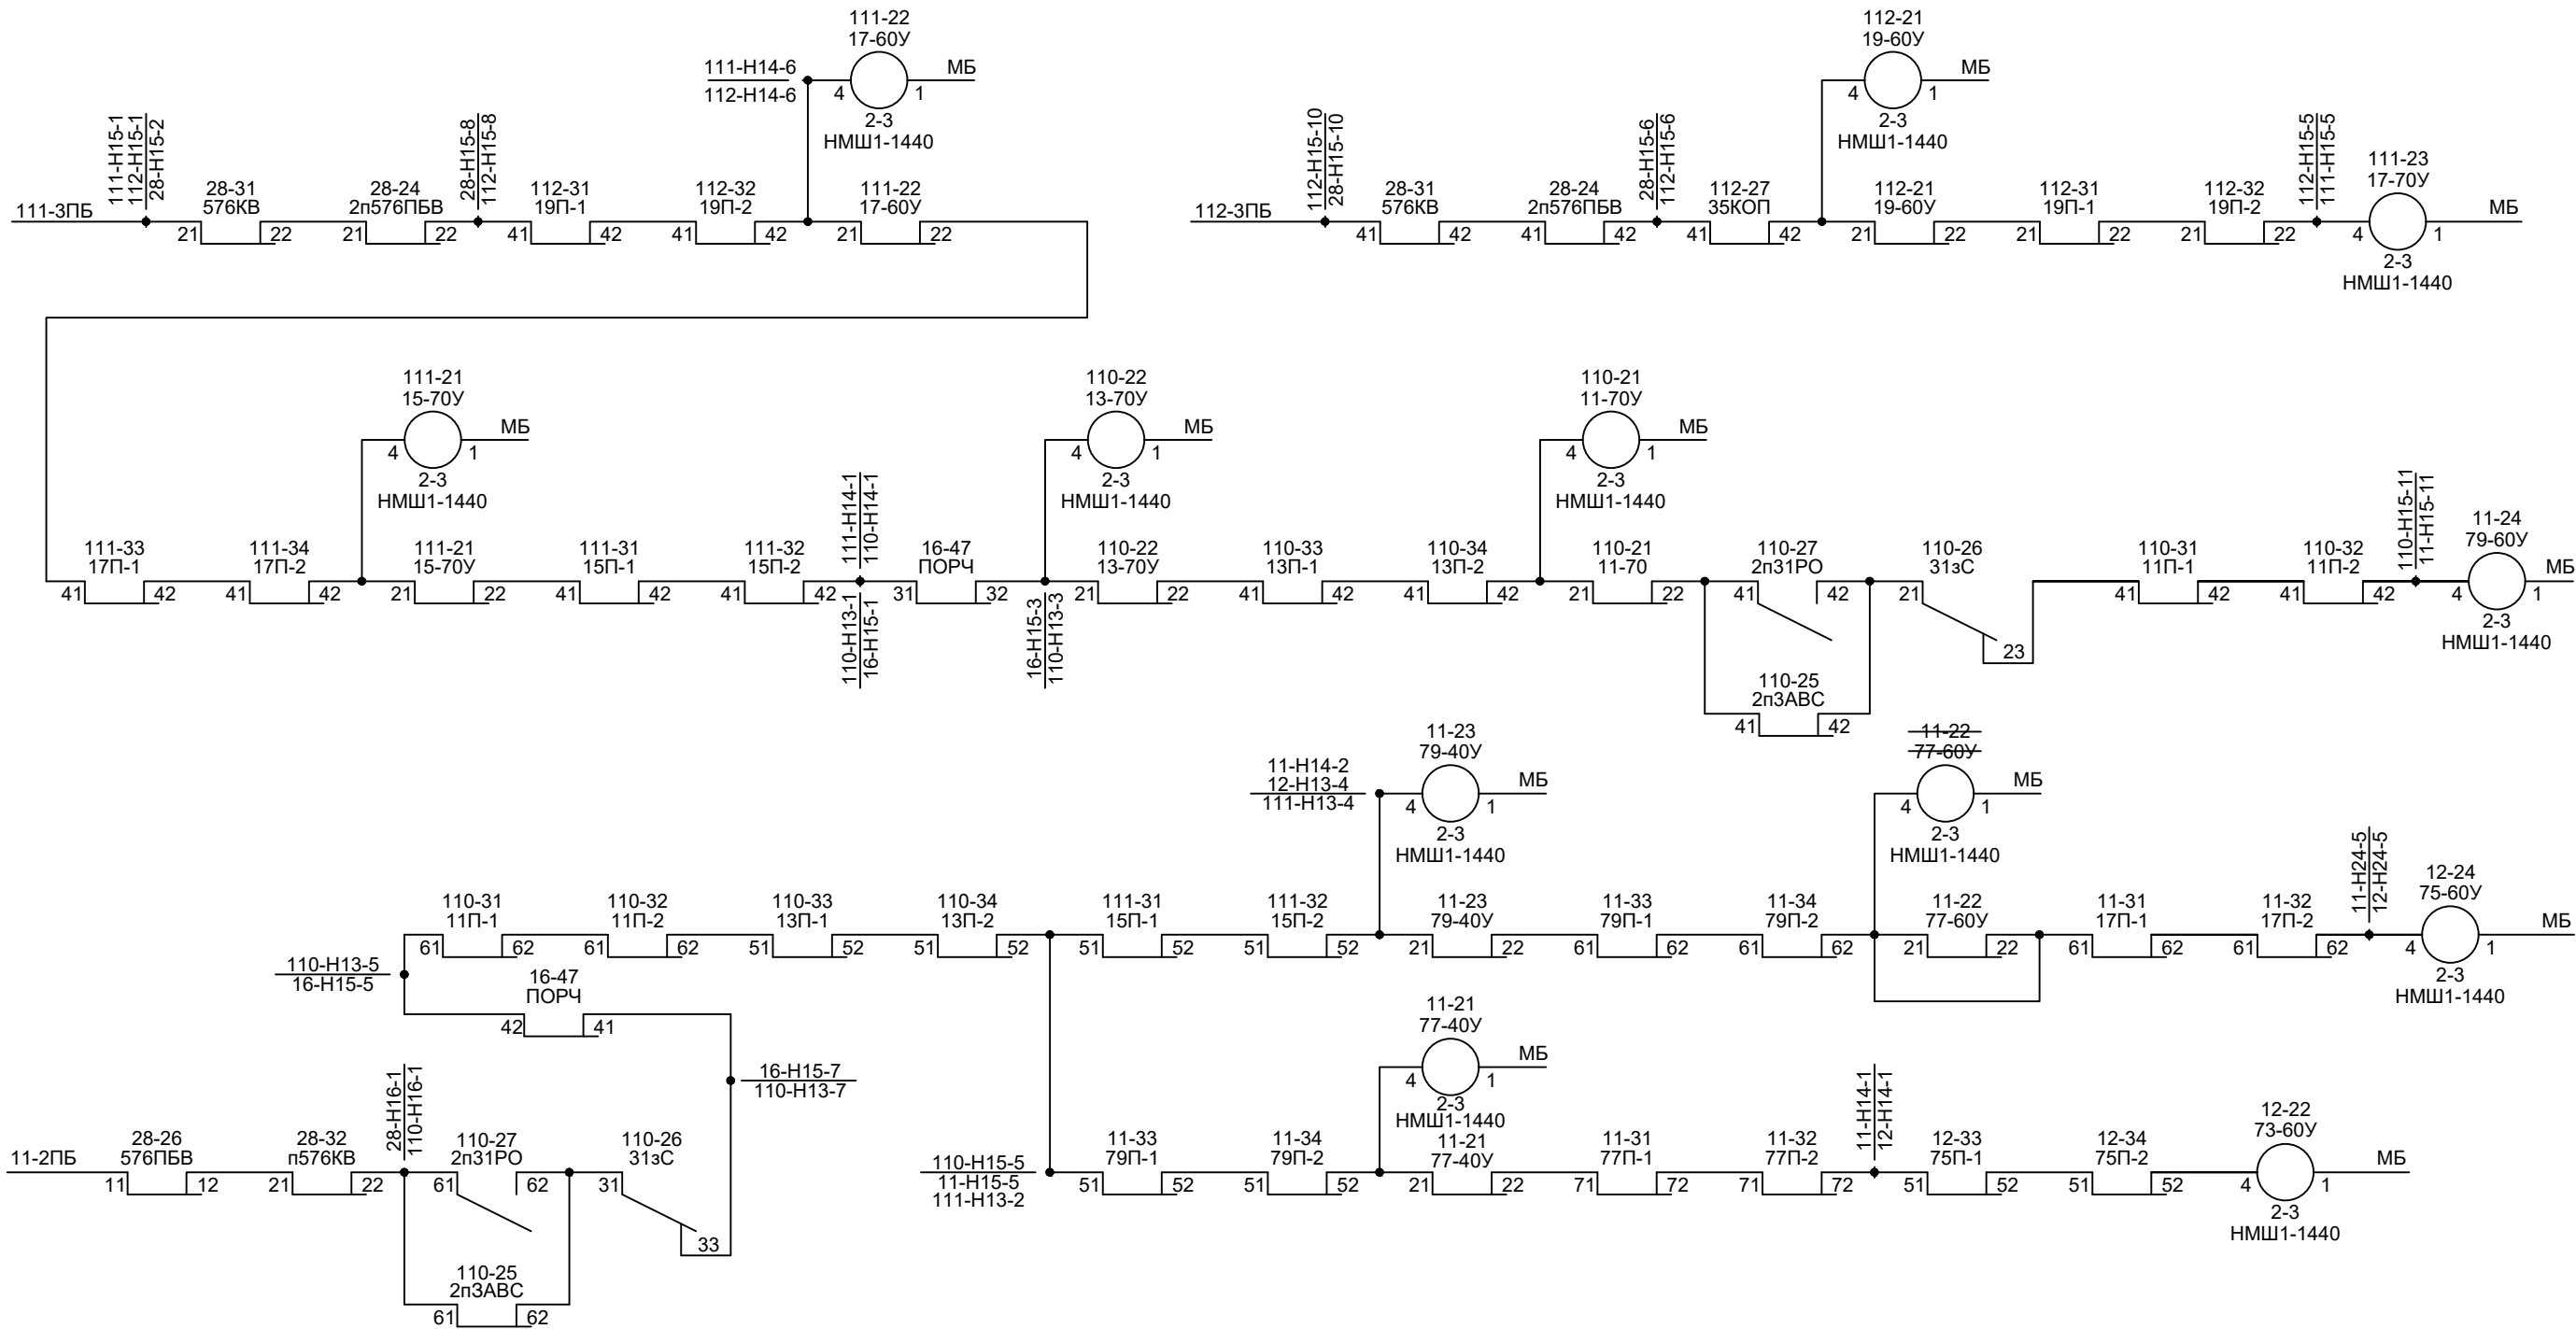 111-22
17-60У
111-Н14-6
112-Н14-6
МБ
4
1
2-3
НМШ1-1440
111-Н15-1
112-Н15-1
28-Н15-2
28-Н15-8
112-Н15-8
111-3ПБ
28-31
576КВ
21
22
28-24
2п576ПБВ
21
22
112-31
19П-1
41
42
112-32
19П-2
41
42
111-22
17-60У
21
22
112-21
19-60У
МБ
4
1
2-3
НМШ1-1440
112-Н15-10
28-Н15-10
28-Н15-6
112-Н15-6
112-Н15-5
111-Н15-5
112-3ПБ
28-31
576КВ
41
42
28-24
2п576ПБВ
41
42
112-27
35КОП
41
42
112-21
19-60У
21
22
112-31
19П-1
21
22
112-32
19П-2
21
22
111-23
17-70У
МБ
4
1
2-3
НМШ1-1440
111-21
15-70У
МБ
4
1
2-3
НМШ1-1440
110-22
13-70У
МБ
4
1
2-3
НМШ1-1440
110-21
11-70У
МБ
4
1
2-3
НМШ1-1440
111-33
17П-1
41
42
111-34
17П-2
41
42
111-21
15-70У
21
22
111-31
15П-1
41
42
111-32
15П-2
41
42
111-Н14-1
110-Н14-1
110-Н13-1
16-Н15-1
16-47
ПОРЧ
31
32
16-Н15-3
110-Н13-3
110-22
13-70У
21
22
110-33
13П-1
41
42
110-34
13П-2
41
42
110-21
11-70
21
22
110-27
2п31РО
41
42
110-25
2п3АВС
41
42
110-26
31зС
21
23
110-31
11П-1
41
42
110-32
11П-2
41
42
110-Н15-11
11-Н15-11
11-24
79-60У
МБ
4
1
2-3
НМШ1-1440
11-Н14-2
12-Н13-4
111-Н13-4
11-23
79-40У
МБ
4
1
2-3
НМШ1-1440
11-22
77-60У
МБ
4
1
2-3
НМШ1-1440
110-31
11П-1
61
62
110-32
11П-2
61
62
110-33
13П-1
51
52
110-34
13П-2
51
52
111-31
15П-1
51
52
111-32
15П-2
51
52
11-23
79-40У
21
22
11-33
79П-1
61
62
11-34
79П-2
61
62
11-22
77-60У
21
22
11-31
17П-1
61
62
11-32
17П-2
61
62
11-Н24-5
12-Н24-5
12-24
75-60У
МБ
4
1
2-3
НМШ1-1440
110-Н13-5
16-Н15-5
16-47
ПОРЧ
42
41
16-Н15-7
110-Н13-7
11-2ПБ
28-26
576ПБВ
11
12
28-32
п576КВ
21
22
28-Н16-1
110-Н16-1
110-27
2п31РО
61
62
110-25
2п3АВС
61
62
110-26
31зС
31
33
110-Н15-5
11-Н15-5
111-Н13-2
11-21
77-40У
МБ
4
1
2-3
НМШ1-1440
11-33
79П-1
51
52
11-34
79П-2
51
52
11-21
77-40У
21
22
11-31
77П-1
71
72
11-32
77П-2
71
72
11-Н14-1
12-Н14-1
12-33
75П-1
51
52
12-34
75П-2
51
52
12-22
73-60У
МБ
4
1
2-3
НМШ1-1440